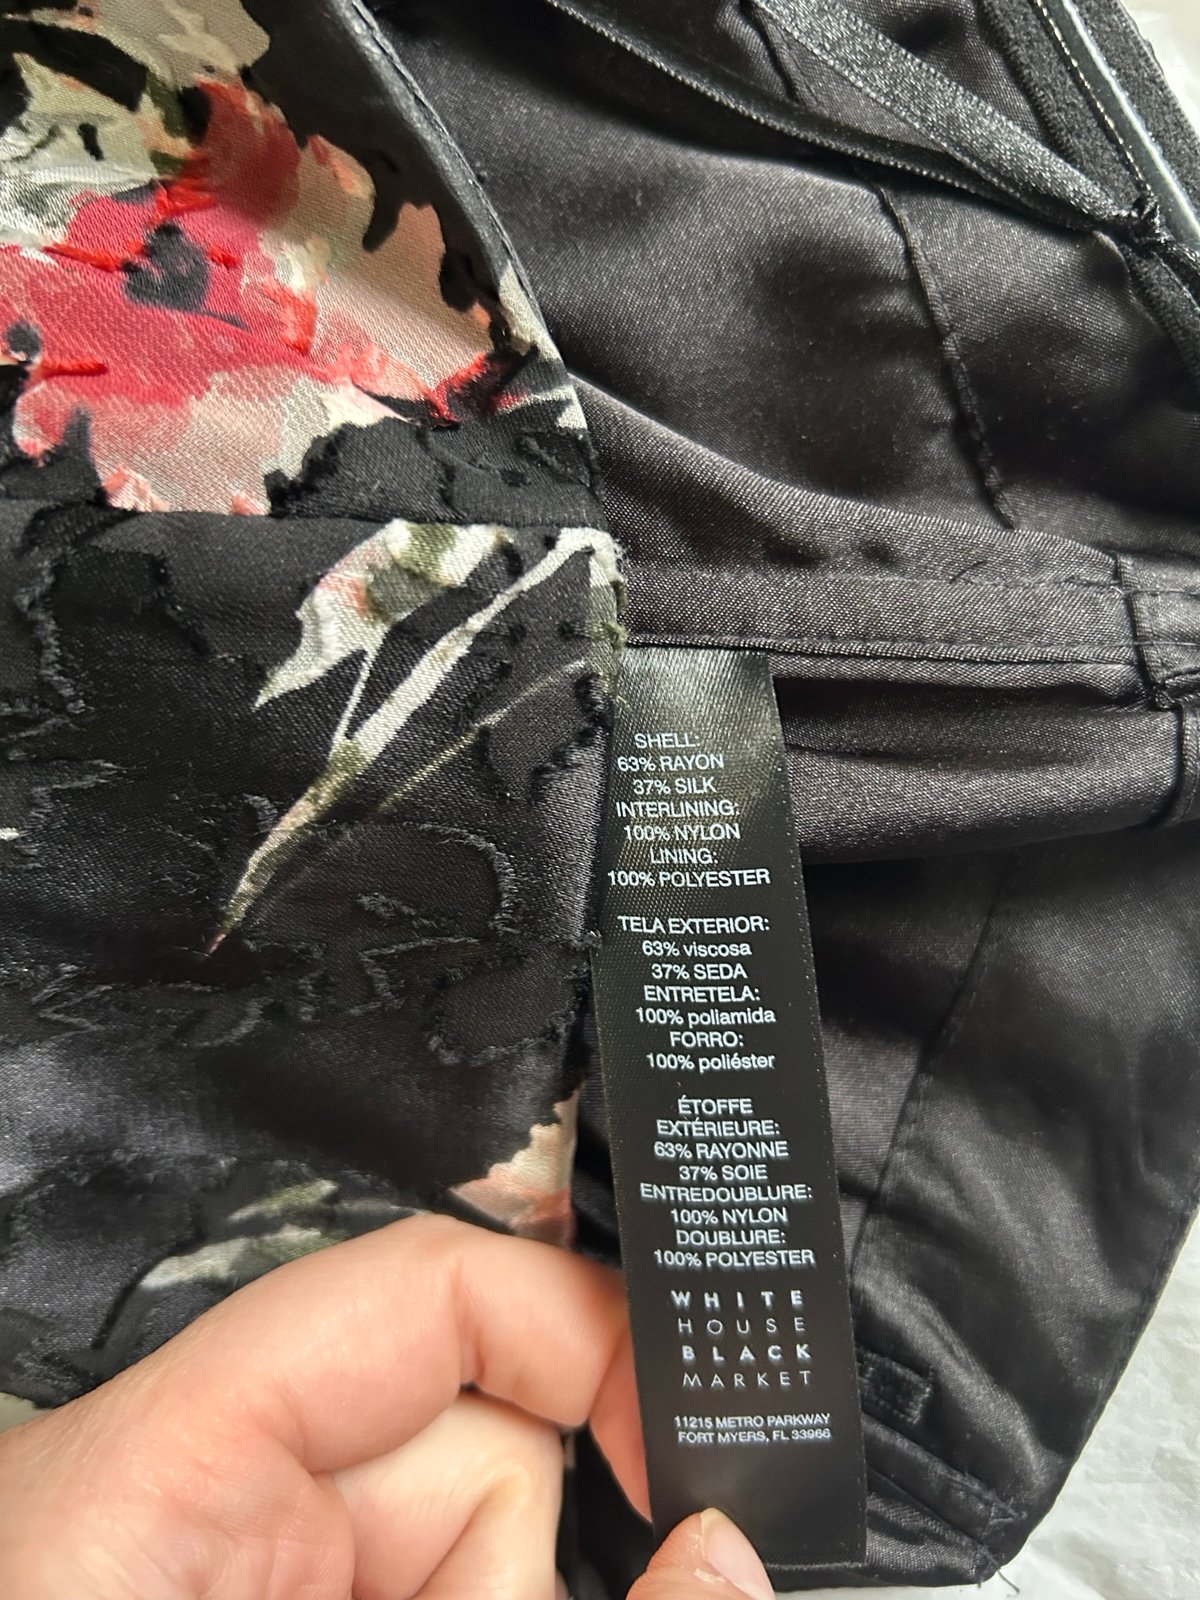 SHELL:
63% RAYON
37% SILK
INTERLINING:
100% NYLON
LINING:
100% POLYESTER
TELA EXTERIOR:
63% viscosa
37% SEDA
ENTRETELA:
100% poliamida
FORRO:
100% poliéster
ÉTOFFE
EXTÉRIEURE:
63% RAYONNE
37% SOIE
ENTREDOUBLURE:
100% NYLON
DOUBLURE:
100% POLYESTER
WHITE
HOUSE
BLACK
MARKET
11215 METRO PARKWAY
FORT MYERS, FL 33966